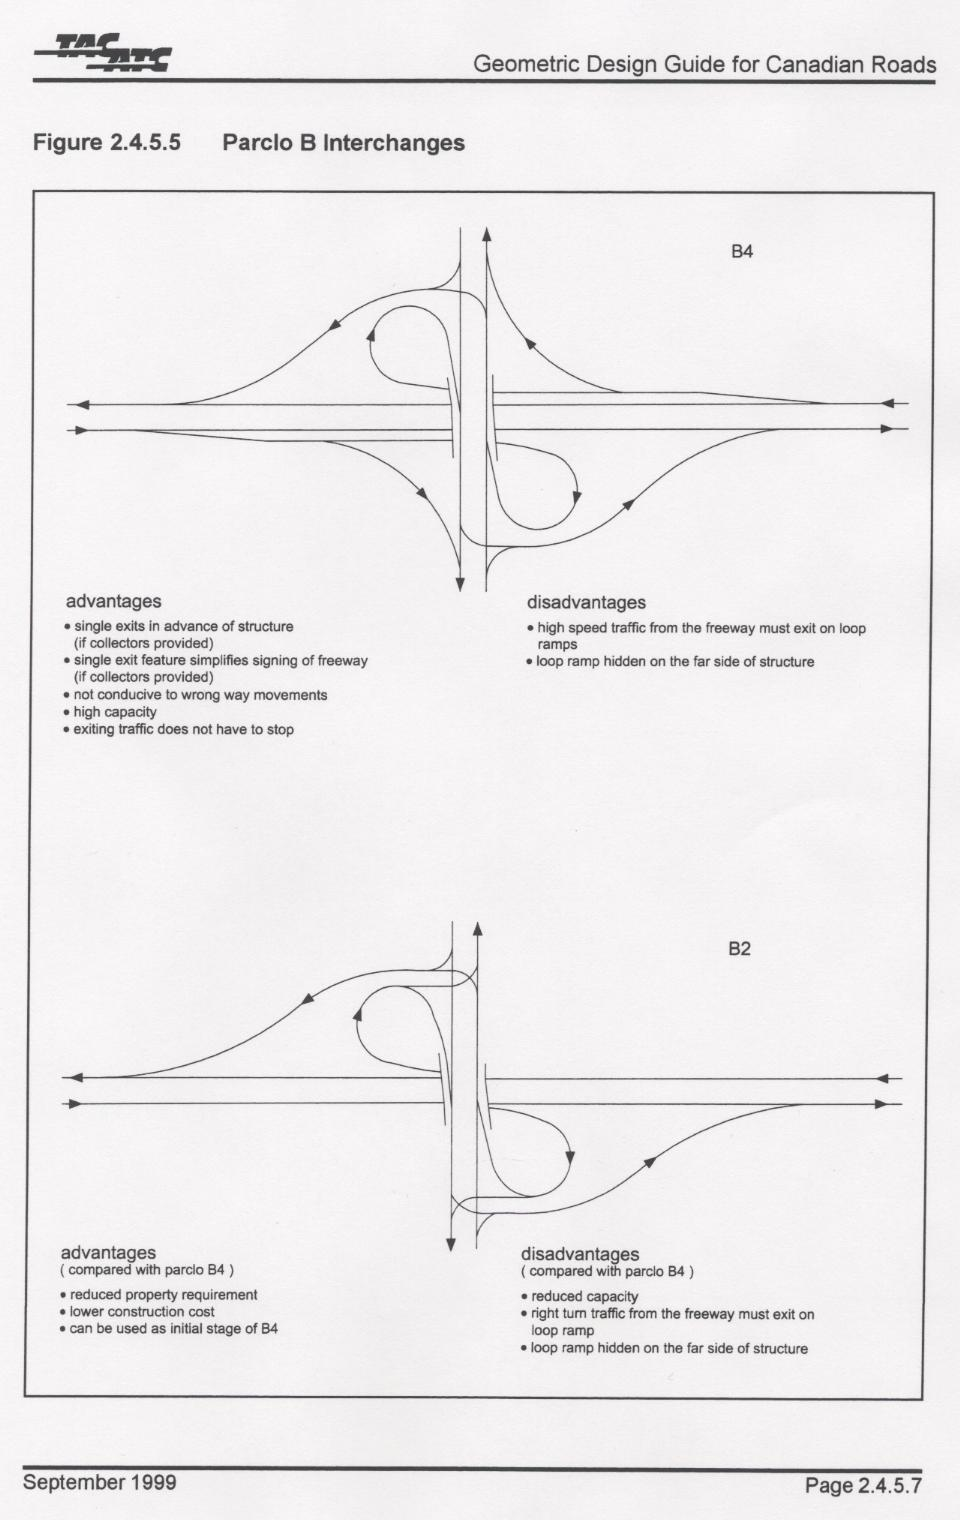 TAC
ATC
Geometric Design Guide for Canadian Roads
Figure 2.4.5.5 Parclo B Interchanges
B4
advantages
• single exits in advance of structure
(if collectors provided)
• single exit feature simplifies signing of freeway
(if collectors provided)
• not conducive to wrong way movements
• high capacity
• exiting traffic does not have to stop
disadvantages
• high speed traffic from the freeway must exit on loop
ramps
• loop ramp hidden on the far side of structure
B2
advantages
( compared with parclo B4 )
• reduced property requirement
• lower construction cost
• can be used as initial stage of B4
disadvantages
( compared with parclo B4 )
• reduced capacity
• right turn traffic from the freeway must exit on
loop ramp
• loop ramp hidden on the far side of structure
September 1999
Page 2.4.5.7